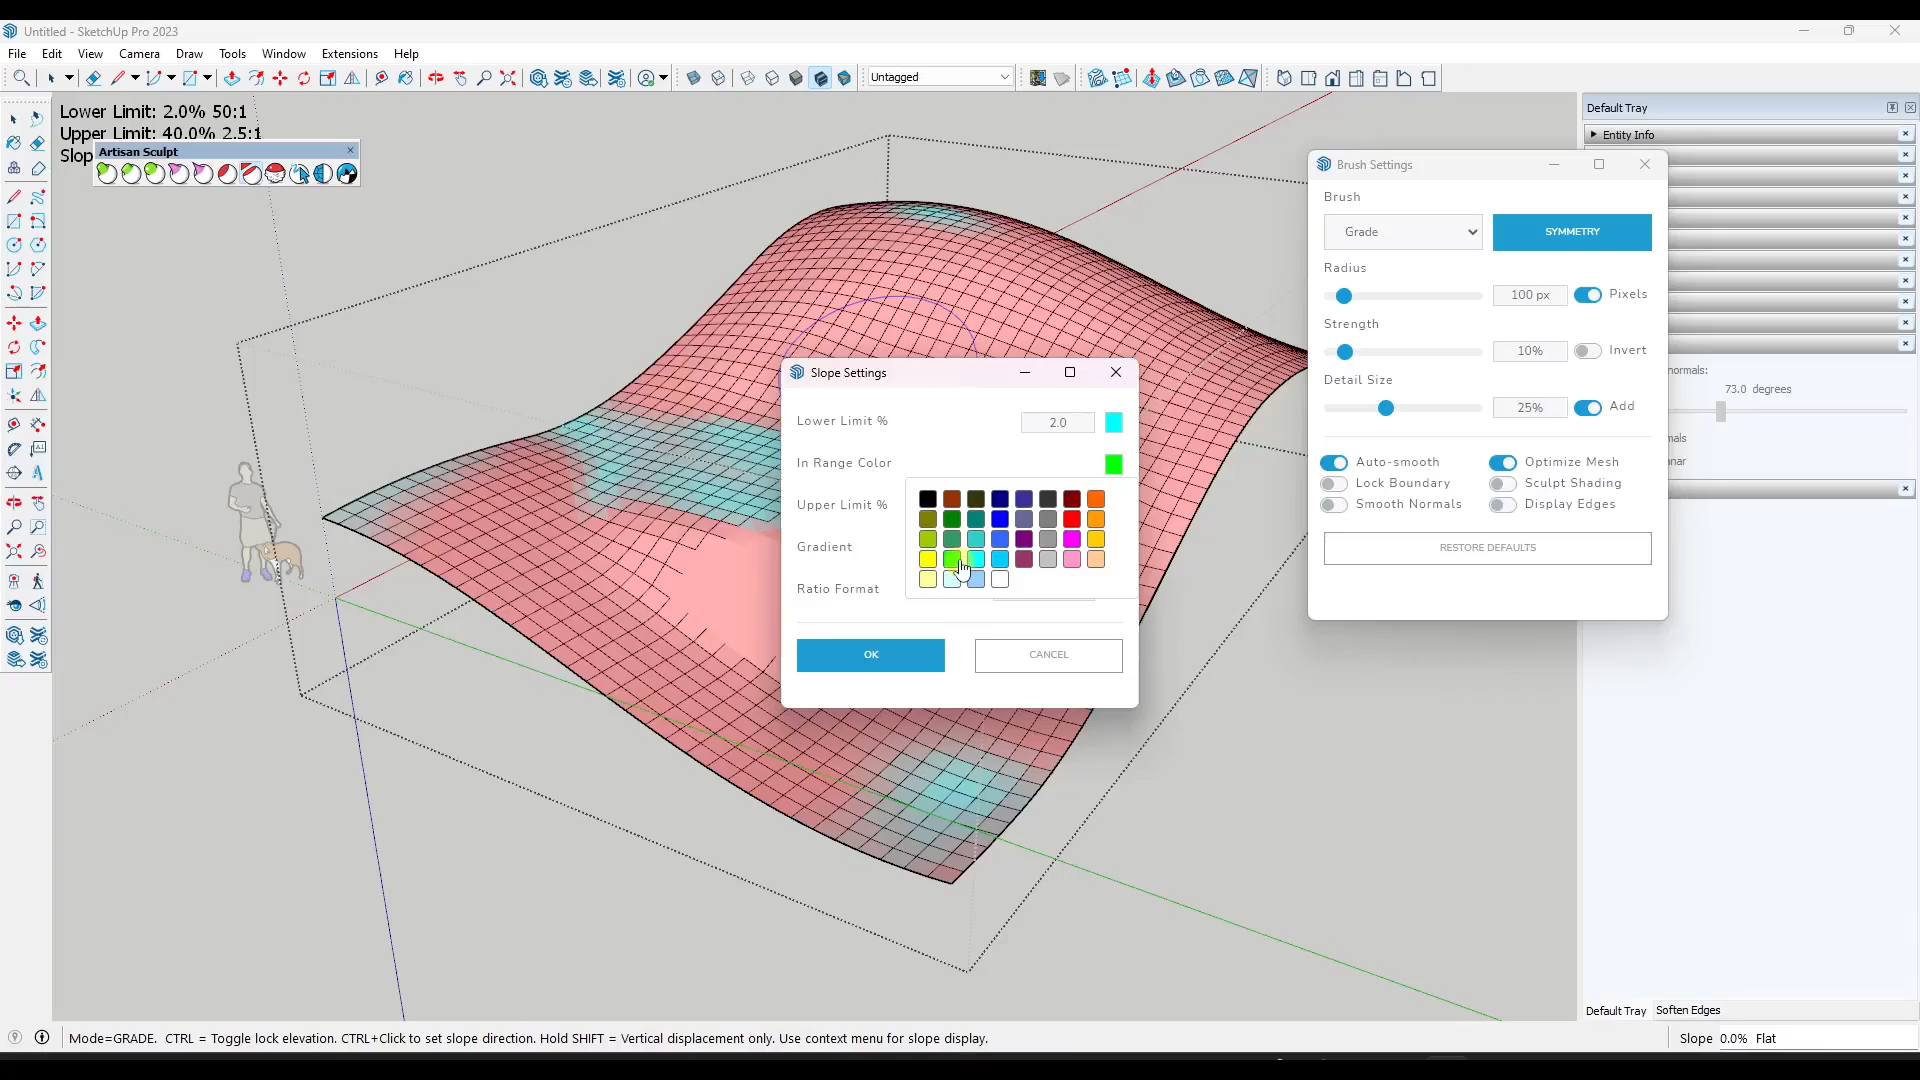 Untitled - SketchUp Pro 2023
File Edit View Camera Draw Tools Window Extensions Help
Untagged
Lower Limit: 2.0% 50:1
Upper Limit: 40.0% 2.5:1
Slop
Artisan Sculpt
Default Tray
Entity Info
Brush Settings
Brush
Grade
SYMMETRY
Radius
100 px
Pixels
Strength
10%
Invert
Detail Size
25%
Add
Auto-smooth
Optimize Mesh
Lock Boundary
Sculpt Shading
Smooth Normals
Display Edges
RESTORE DEFAULTS
normals:
73.0 degrees
mals
anar
Slope Settings
Lower Limit %
2.0
In Range Color
Upper Limit %
Gradient
Ratio Format
OK
CANCEL
Default Tray
Soften Edges
Mode=GRADE. CTRL = Toggle lock elevation. CTRL+Click to set slope direction. Hold SHIFT = Vertical displacement only. Use context menu for slope display.
Slope 0.0% Flat